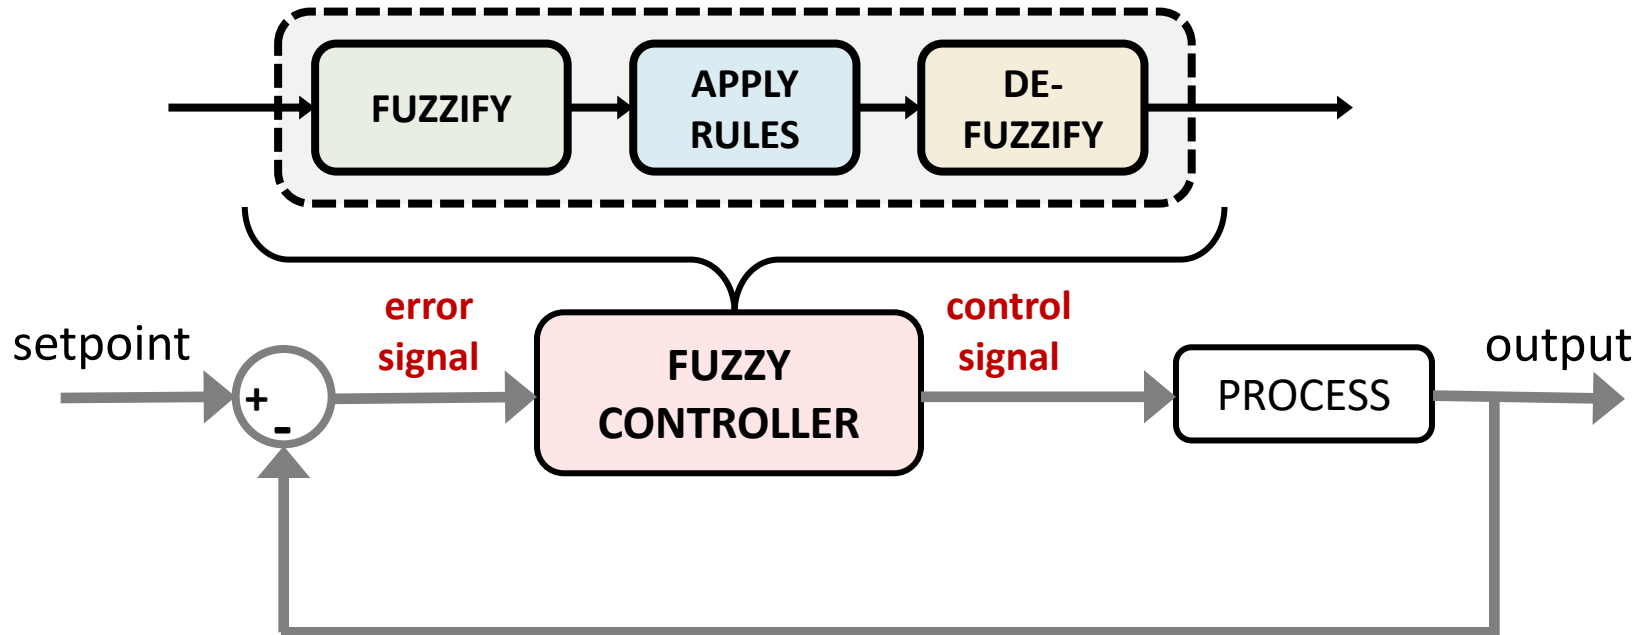 FUZZIFY
APPLY
RULES
DE-
FUZZIFY
setpoint
error
signal
FUZZY
CONTROLLER
control
signal
PROCESS
output
+
-